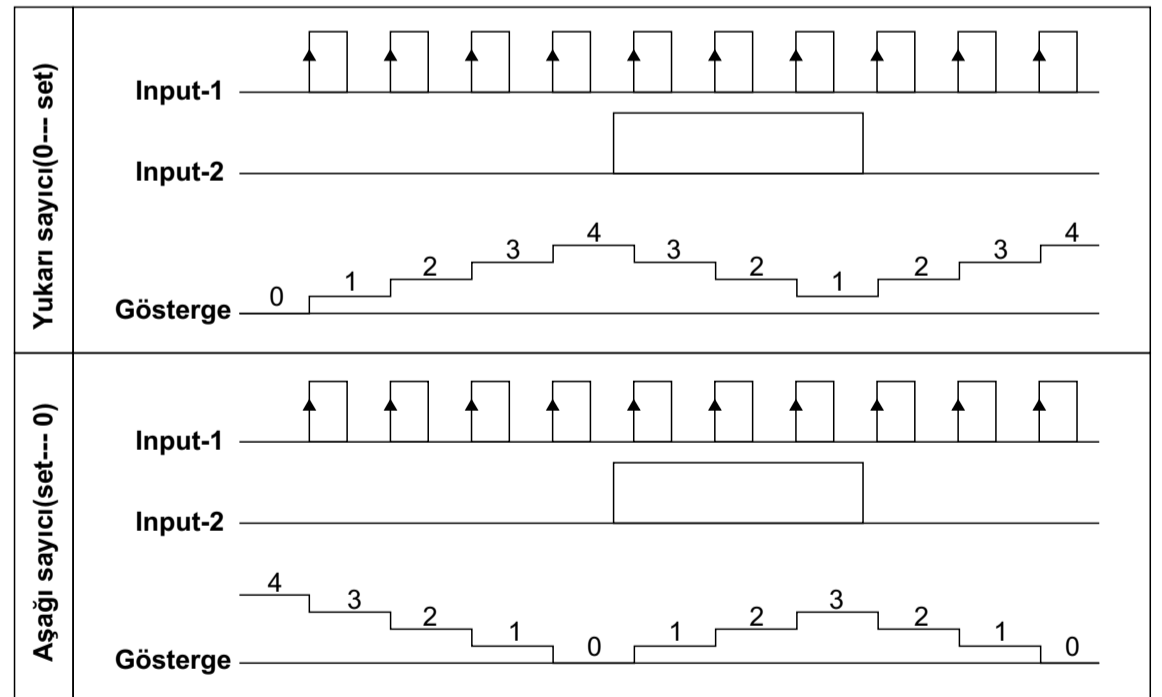 Yukarı sayıcı(0--- set)
Input-1
Input-2
4
3 3 3
2 2 2
1 1
0
4
Gösterge
Aşağı sayıcı(set--- 0)
Input-1
Input-2
4
3 3
2 2 2
1 1 1
0 0
Gösterge